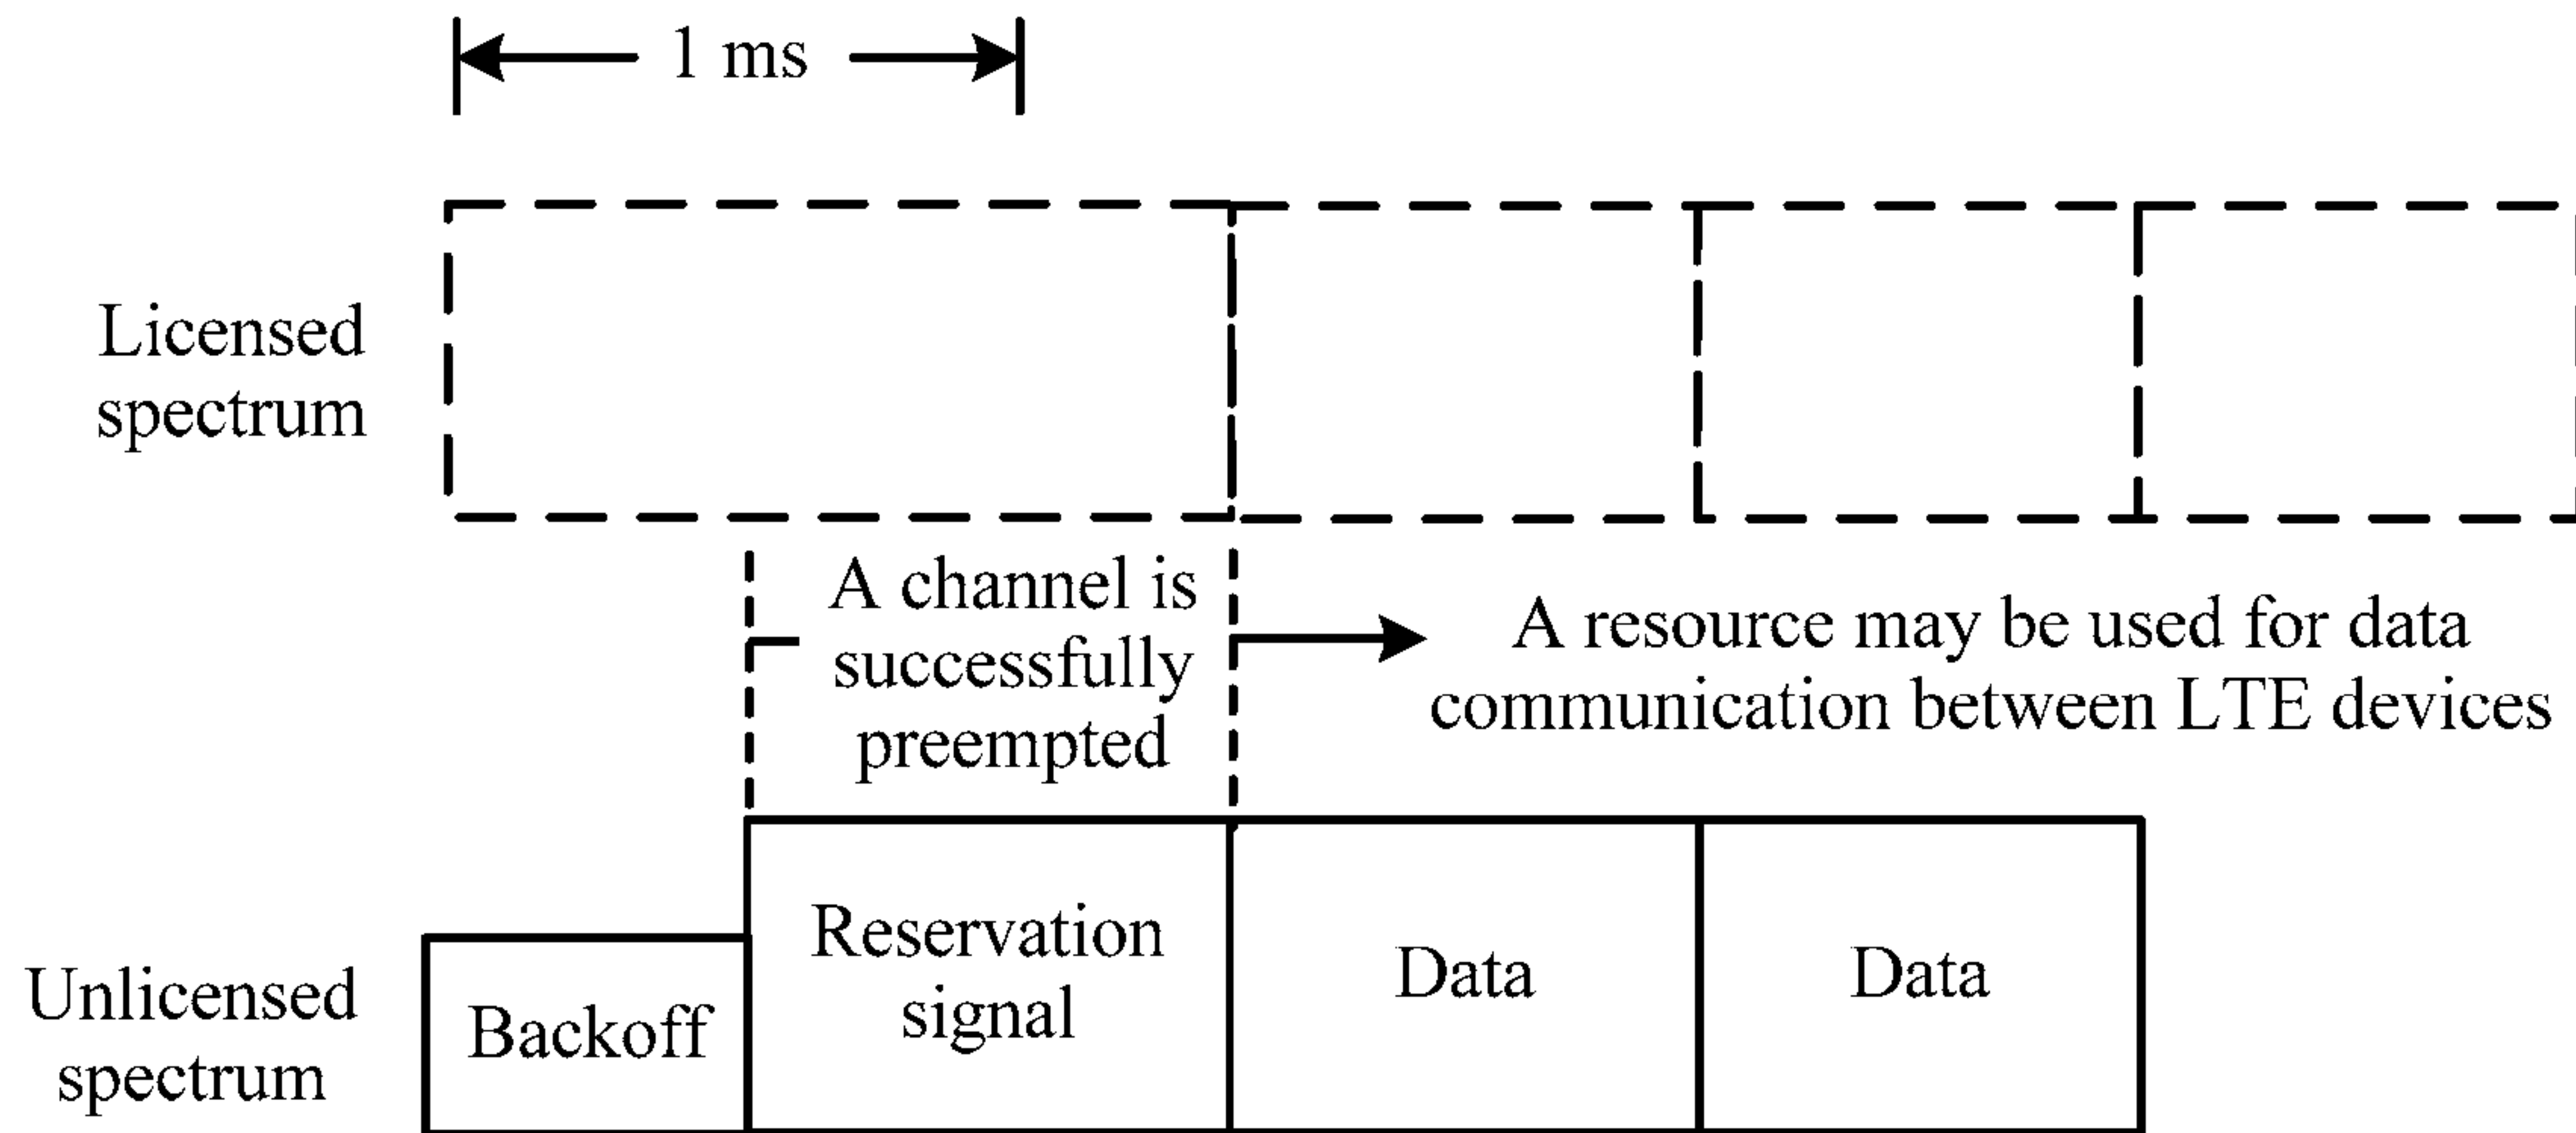 1 ms
Licensed
spectrum
A channel is
successfully
preempted
A resource may be used for data
communication between LTE devices
Unlicensed
spectrum
Backoff
Reservation
signal
Data
Data